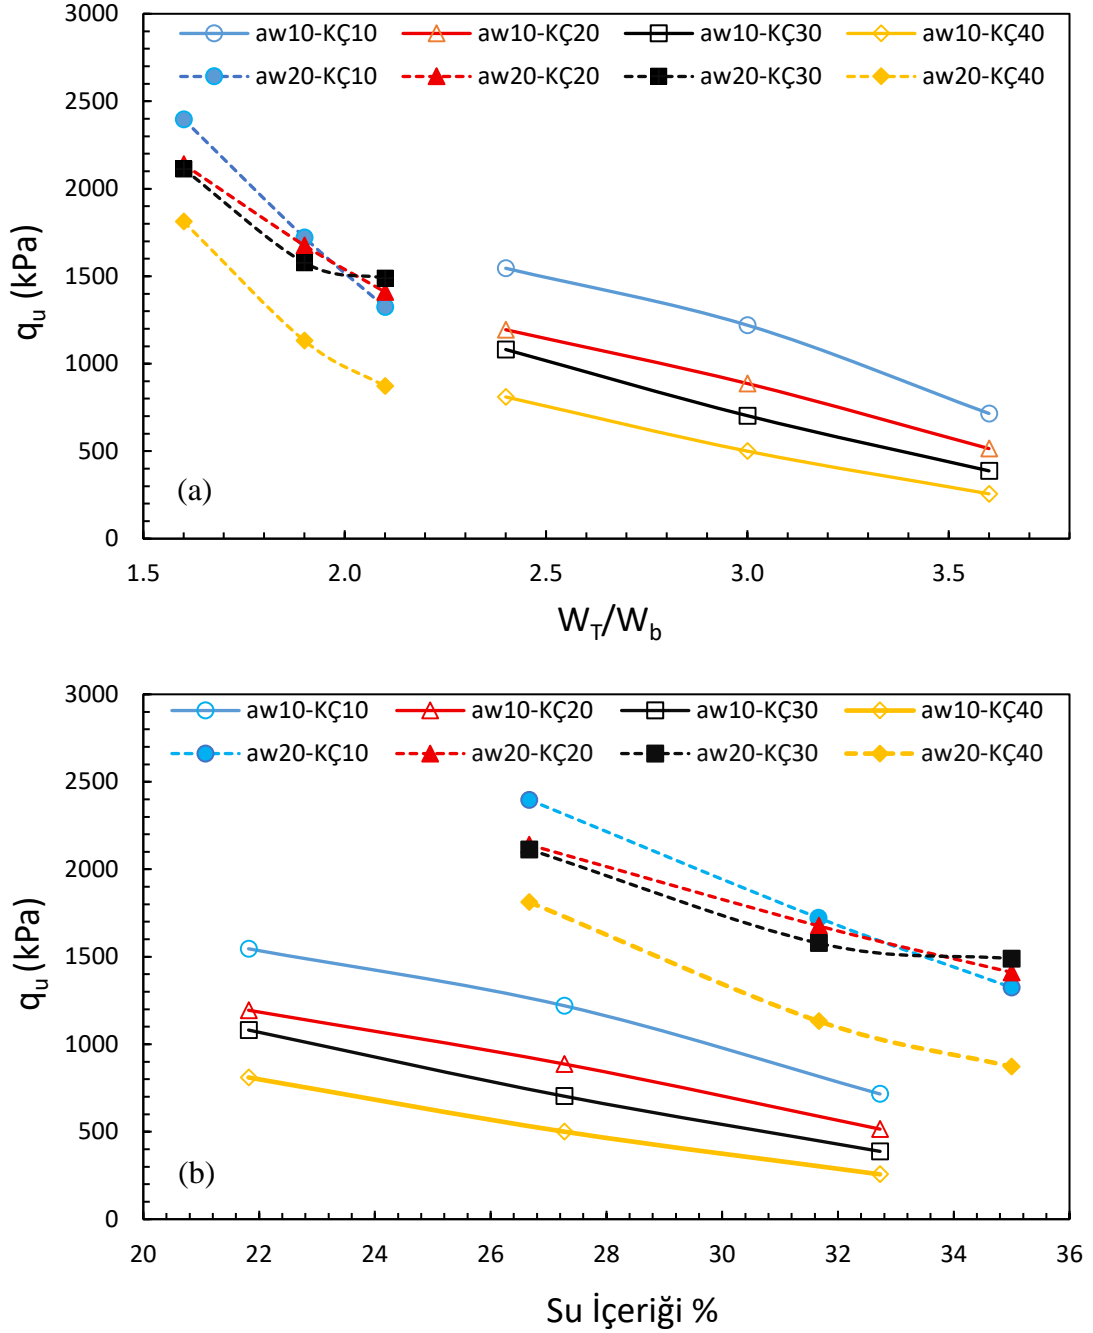 3000
aw10-KÇ10 aw10-KÇ20 aw10-KÇ30 aw10-KÇ40
aw20-KÇ10 aw20-KÇ20 aw20-KÇ30 aw20-KÇ40
2500
2000
1500
1000
500
0
qu (kPa)
(a)
1.5 2.0 2.5 3.0 3.5
WT/Wb
3000
aw10-KÇ10 aw10-KÇ20 aw10-KÇ30 aw10-KÇ40
aw20-KÇ10 aw20-KÇ20 aw20-KÇ30 aw20-KÇ40
2500
2000
1500
1000
500
0
qu (kPa)
(b)
20 22 24 26 28 30 32 34 36
Su İçeriği %